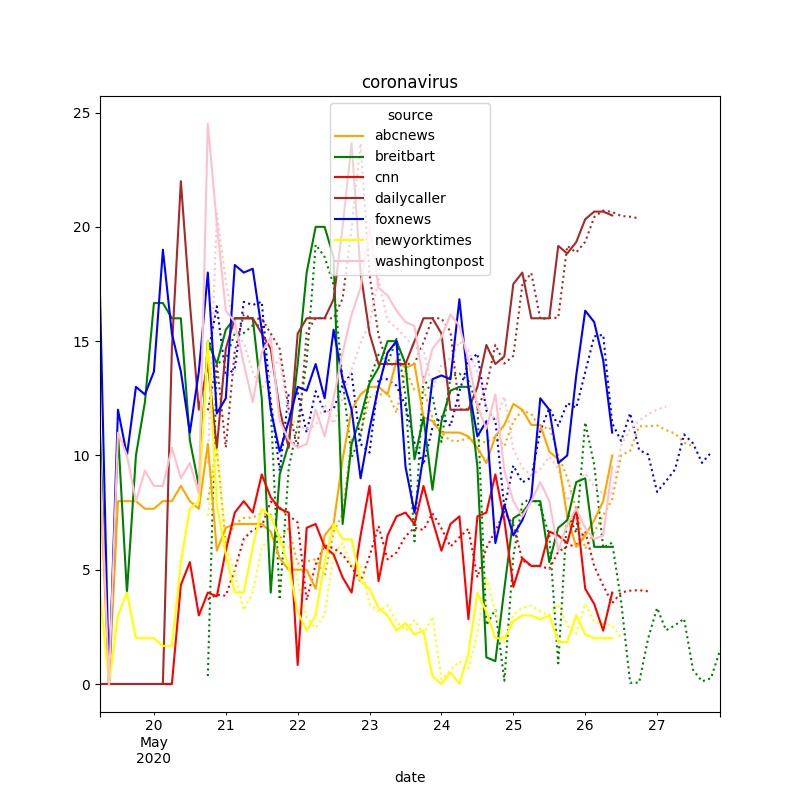 coronavirus
source
abcnews
breitbart
cnn
dailycaller
foxnews
newyorktimes
washingtonpost
25
20
15
10
5
0
20 21 22 23 24 25 26 27
May
2020
date